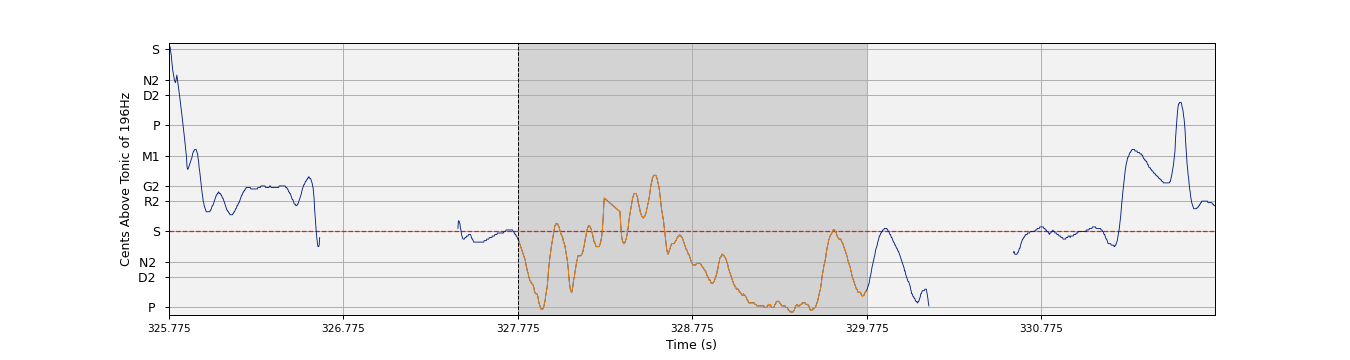 S
N2
D2
P
M1
G2
R2
S
N2
D2
P
Cents Above Tonic of 196Hz
325.775 326.775 327.775 328.775 329.775 330.775
Time (s)